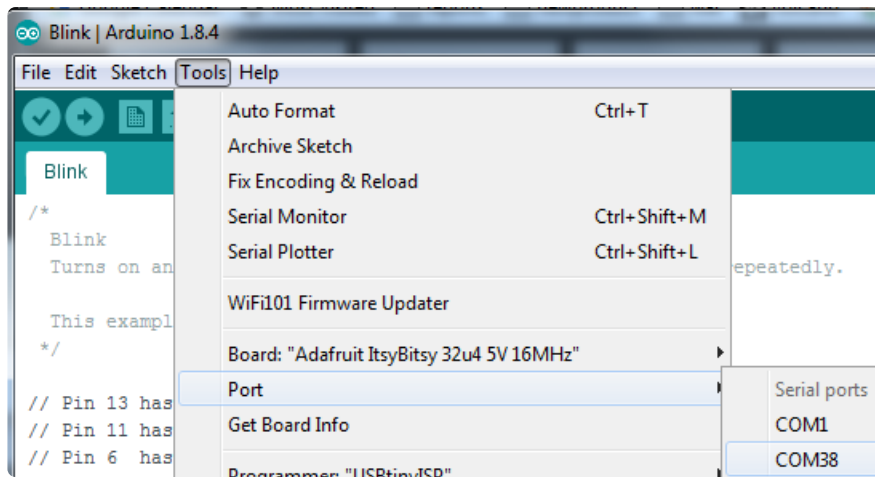 Blink | Arduino 1.8.4
File Edit Sketch Tools Help
Auto Format Ctrl+T
Archive Sketch
Fix Encoding & Reload
Serial Monitor Ctrl+Shift+M
Serial Plotter Ctrl+Shift+L
WiFi101 Firmware Updater
Board: "Adafruit ItsyBitsy 32u4 5V 16MHz"
Port
Get Board Info
Programmer: "USBtinyISP"
Serial ports
COM1
COM38
Blink
/*
Blink
Turns on an epeatedly.
This exampl
*/
// Pin 13 has
// Pin 11 has
// Pin 6 has